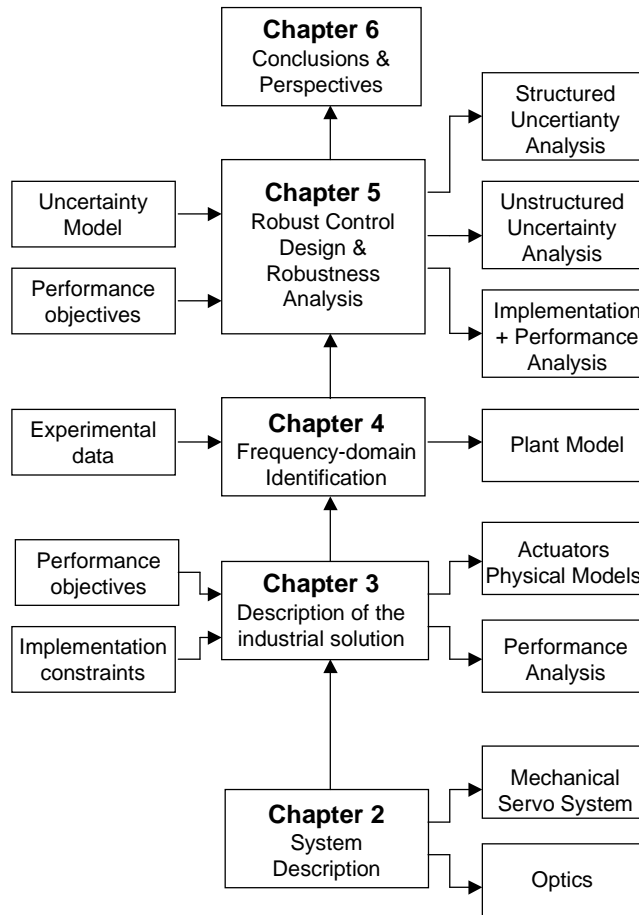 Chapter 6
Conclusions &
Perspectives
Structured
Uncertianty
Analysis
Uncertainty
Model
Chapter 5
Robust Control
Design &
Robustness
Analysis
Unstructured
Uncertainty
Analysis
Performance
objectives
Implementation
+ Performance
Analysis
Experimental
data
Chapter 4
Frequency-domain
Identification
Plant Model
Performance
objectives
Chapter 3
Description of the
industrial solution
Actuators
Physical Models
Implementation
constraints
Performance
Analysis
Chapter 2
System
Description
Mechanical
Servo System
Optics